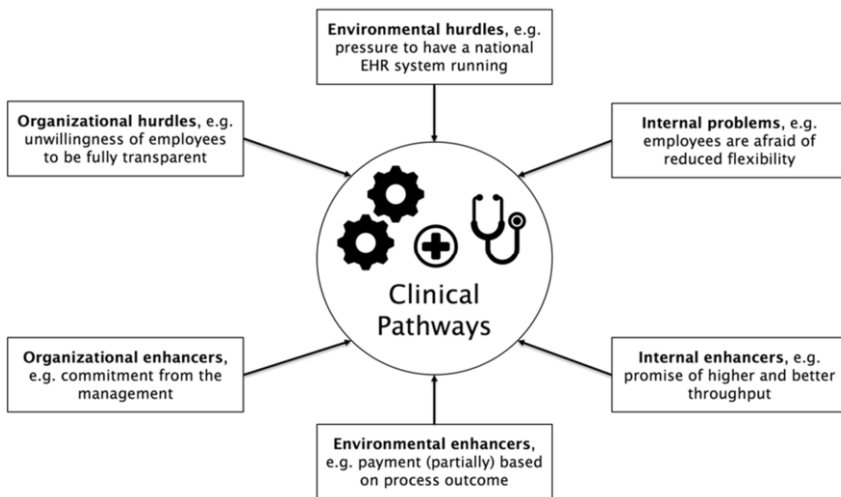 Environmental hurdles, e.g.
pressure to have a national
EHR system running
Organizational hurdles, e.g.
unwillingness of employees
to be fully transparent
Internal problems, e.g.
employees are afraid of
reduced flexibility
Clinical
Pathways
Organizational enhancers,
e.g. commitment from the
management
Internal enhancers, e.g.
promise of higher and better
throughput
Environmental enhancers,
e.g. payment (partially) based
on process outcome